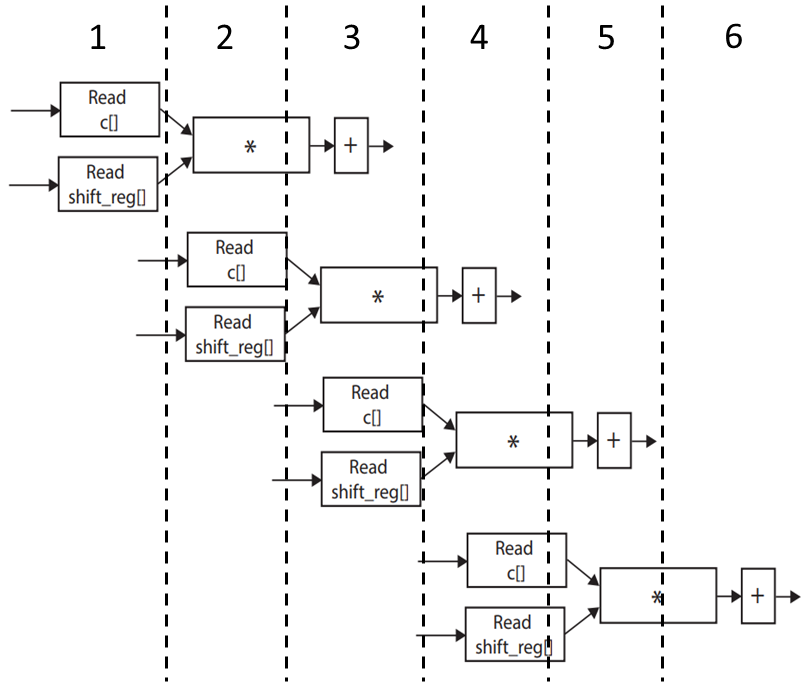 1 2 3 4 5 6
Read
c[]
* +
Read
shift_reg[]
Read
c[]
* +
Read
shift_reg[]
Read
c[]
* +
Read
shift_reg[]
Read
c[]
* +
Read
shift_reg[]